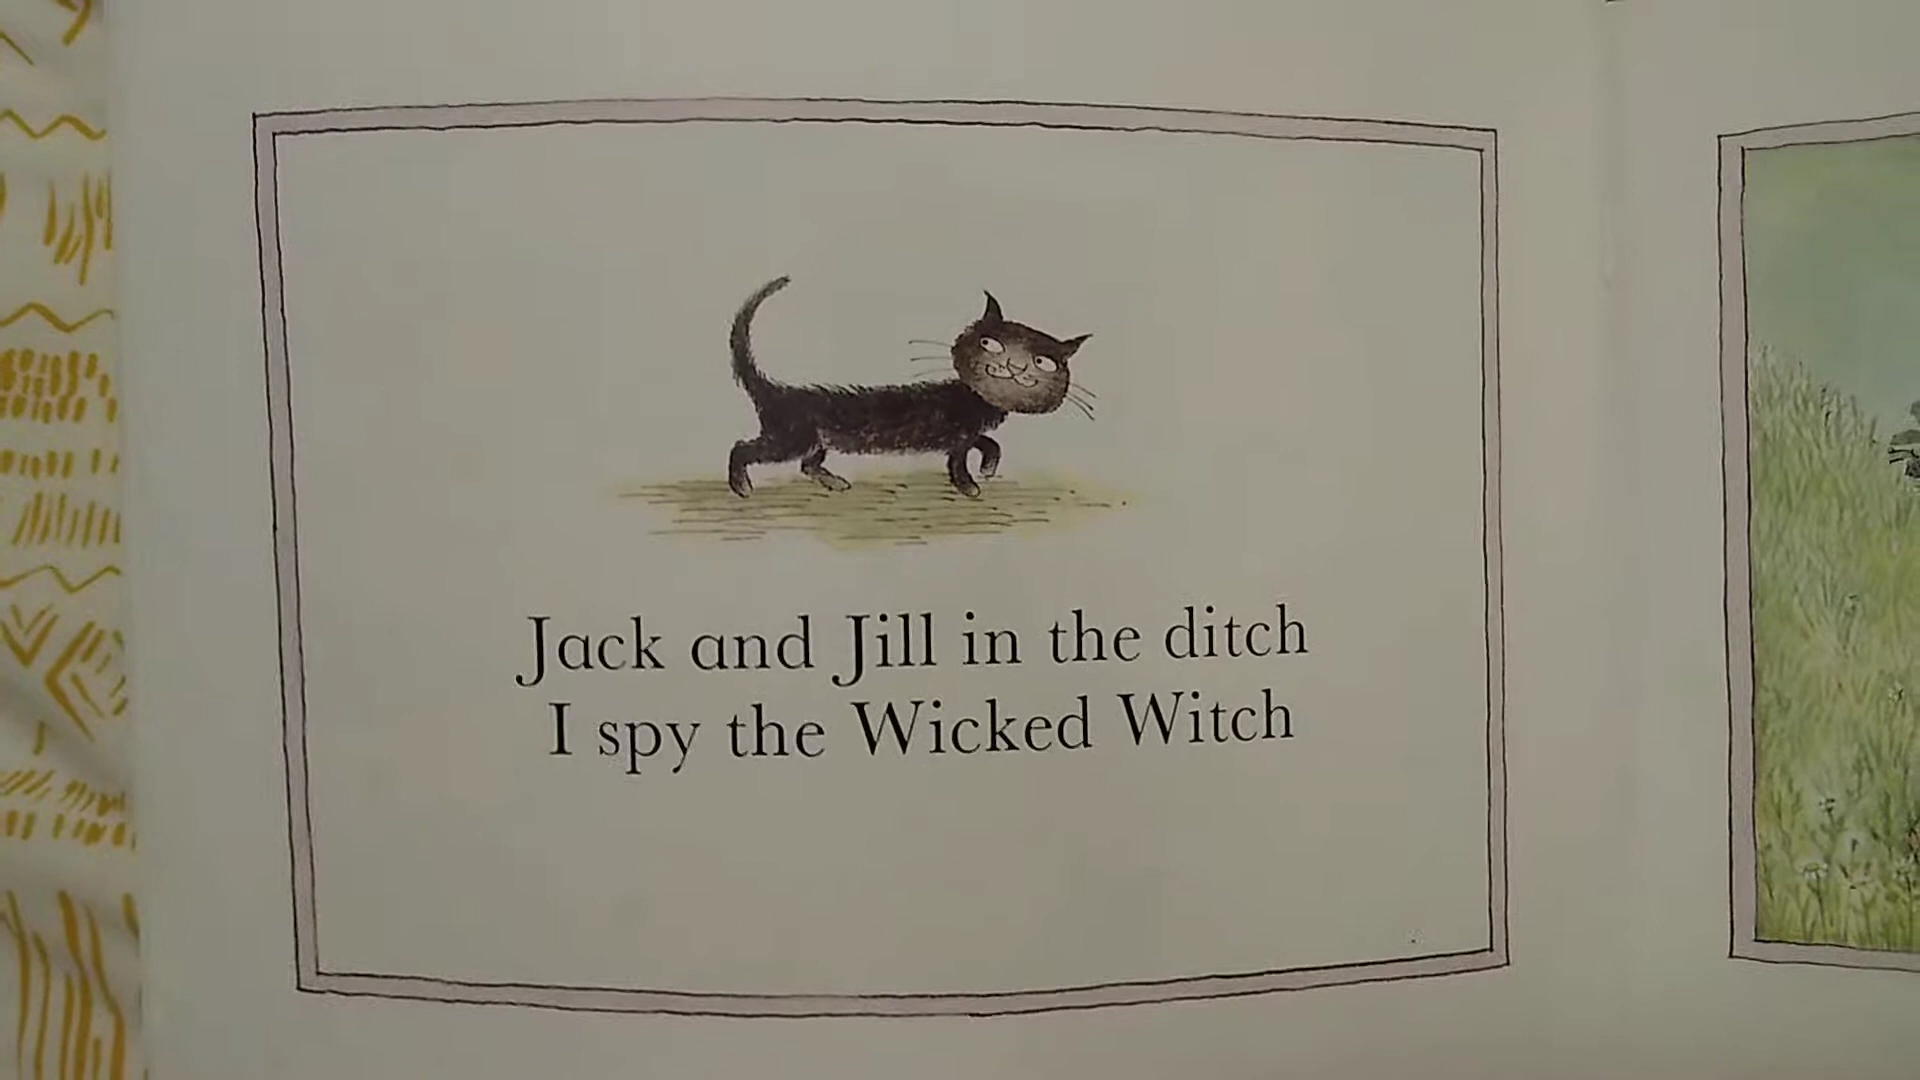 Jack and Jill in the ditch
I spy the Wicked Witch